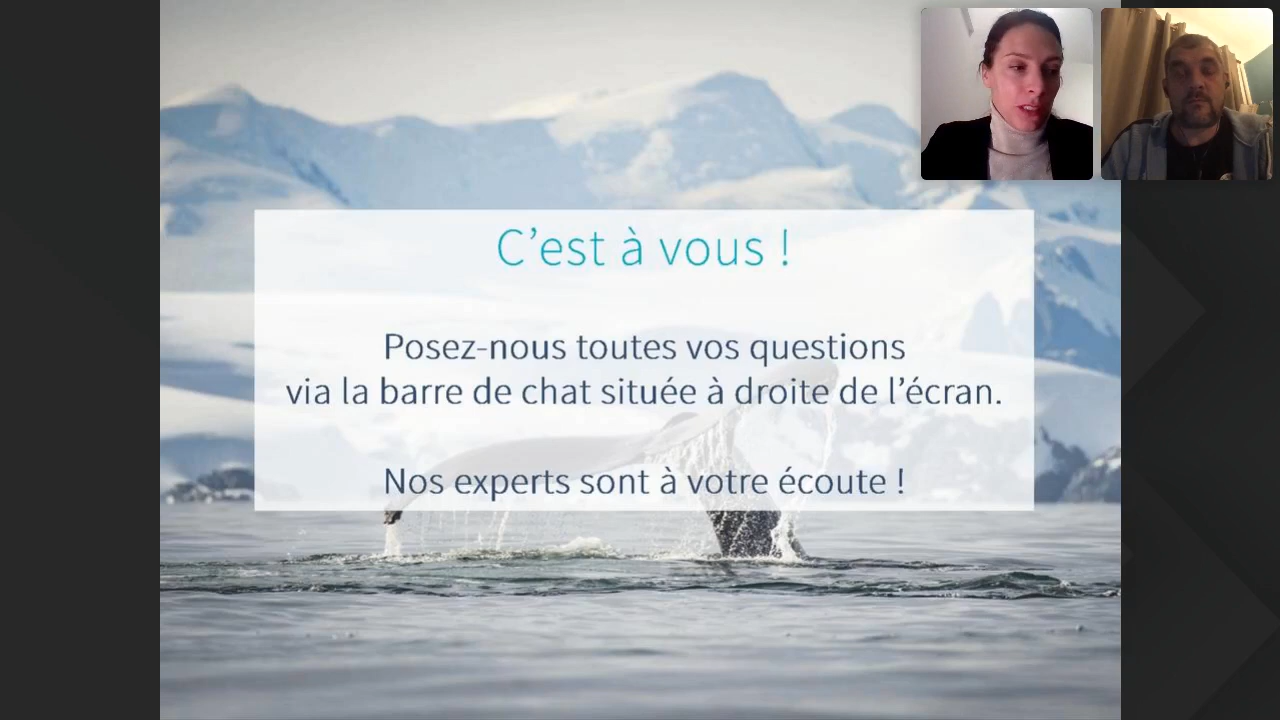 C’est à vous !
Posez-nous toutes vos questions
via la barre de chat située à droite de l’écran.
Nos experts sont à votre écoute !